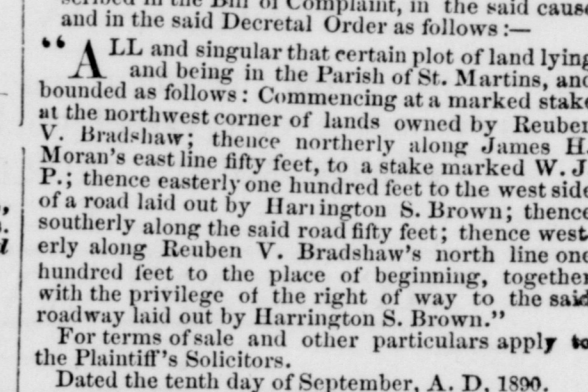 scribed in the Bill of Complaint, in the said cause
and in the said Decretal Order as follows :—
“ALL and singular that certain plot of land lying
and being in the Parish of St. Martins, and
bounded as follows: Commencing at a marked stake
at the northwest corner of lands owned by Reuben
V. Bradshaw; thence northerly along James H.
Moran's east line fifty feet, to a stake marked W. J.
P.; thence easterly one hundred feet to the west side
of a road laid out by Harrington S. Brown; thence
southerly along the said road fifty feet; thence west-
erly along Reuben V. Bradshaw's north line one
hundred feet to the place of beginning, together
with the privilege of the right of way to the said
roadway laid out by Harrington S. Brown.”
For terms of sale and other particulars apply to
the Plaintiff's Solicitors.
Dated the tenth day of September, A. D. 1890.